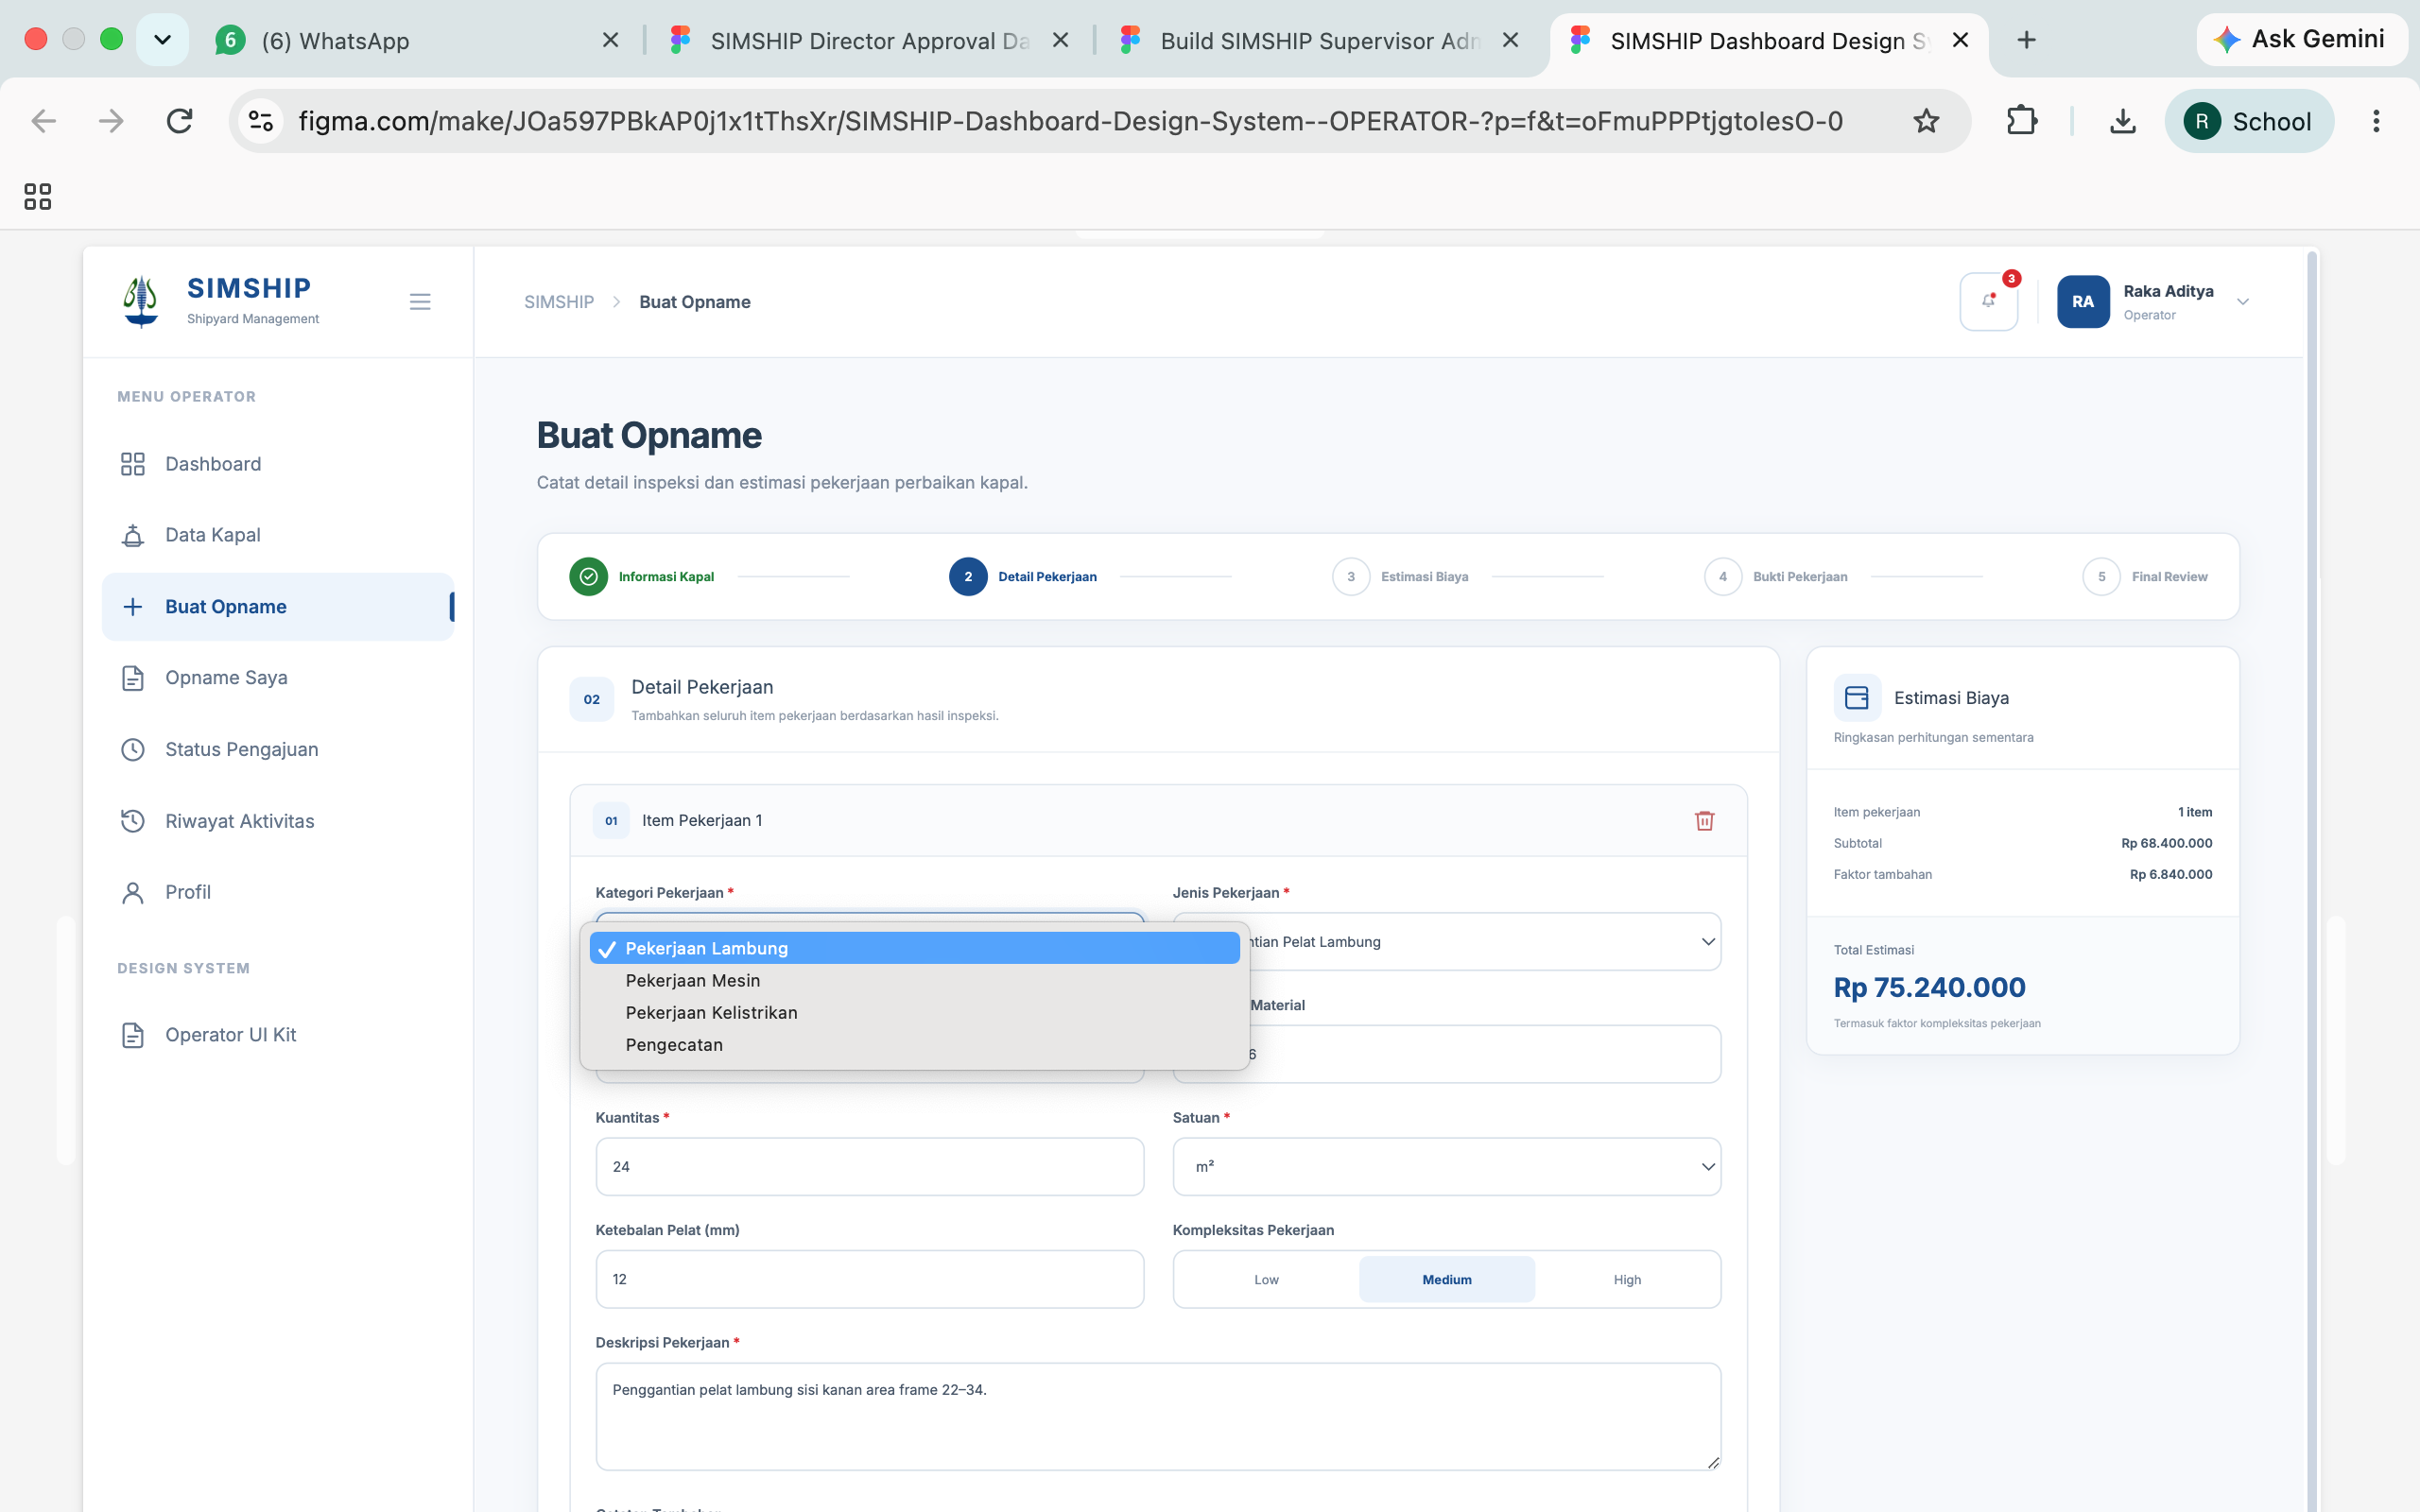 6 (6) WhatsApp
SIMSHIP Director Approval Da
Build SIMSHIP Supervisor Adn
SIMSHIP Dashboard Design S
Ask Gemini
figma.com/make/JOa597PBkAP0j1x1tThsXr/SIMSHIP-Dashboard-Design-System--OPERATOR-?p=f&t=oFmuPPPtjgtoIesO-0
R School
SIMSHIP
Shipyard Management
SIMSHIP > Buat Opname
3
RA
Raka Aditya
Operator
MENU OPERATOR
Dashboard
Data Kapal
Buat Opname
Opname Saya
Status Pengajuan
Riwayat Aktivitas
Profil
DESIGN SYSTEM
Operator UI Kit
Buat Opname
Catat detail inspeksi dan estimasi pekerjaan perbaikan kapal.
Informasi Kapal
2 Detail Pekerjaan
3 Estimasi Biaya
4 Bukti Pekerjaan
5 Final Review
02
Detail Pekerjaan
Tambahkan seluruh item pekerjaan berdasarkan hasil inspeksi.
01 Item Pekerjaan 1
Kategori Pekerjaan *
Pekerjaan Lambung
Pekerjaan Mesin
Pekerjaan Kelistrikan
Pengecatan
Jenis Pekerjaan *
ntian Pelat Lambung
Material
6
Kuantitas *
24
Satuan *
m²
Ketebalan Pelat (mm)
12
Kompleksitas Pekerjaan
Low Medium High
Deskripsi Pekerjaan *
Penggantian pelat lambung sisi kanan area frame 22–34.
Estimasi Biaya
Ringkasan perhitungan sementara
Item pekerjaan 1 item
Subtotal Rp 68.400.000
Faktor tambahan Rp 6.840.000
Total Estimasi
Rp 75.240.000
Termasuk faktor kompleksitas pekerjaan